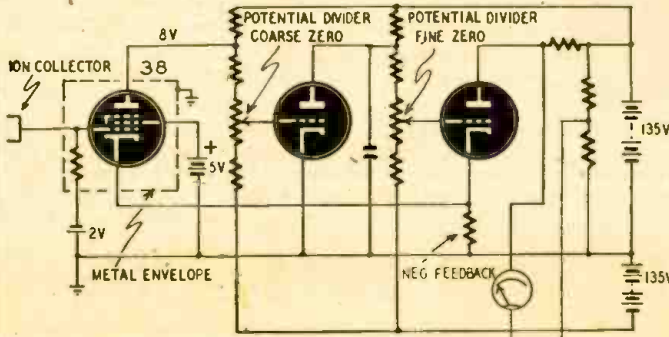 POTENTIAL DIVIDER
COARSE ZERO
POTENTIAL DIVIDER
FINE ZERO
8V
ION COLLECTOR
38
+
5V
135V
2V
METAL ENVELOPE
NEG FEEDBACK
135V